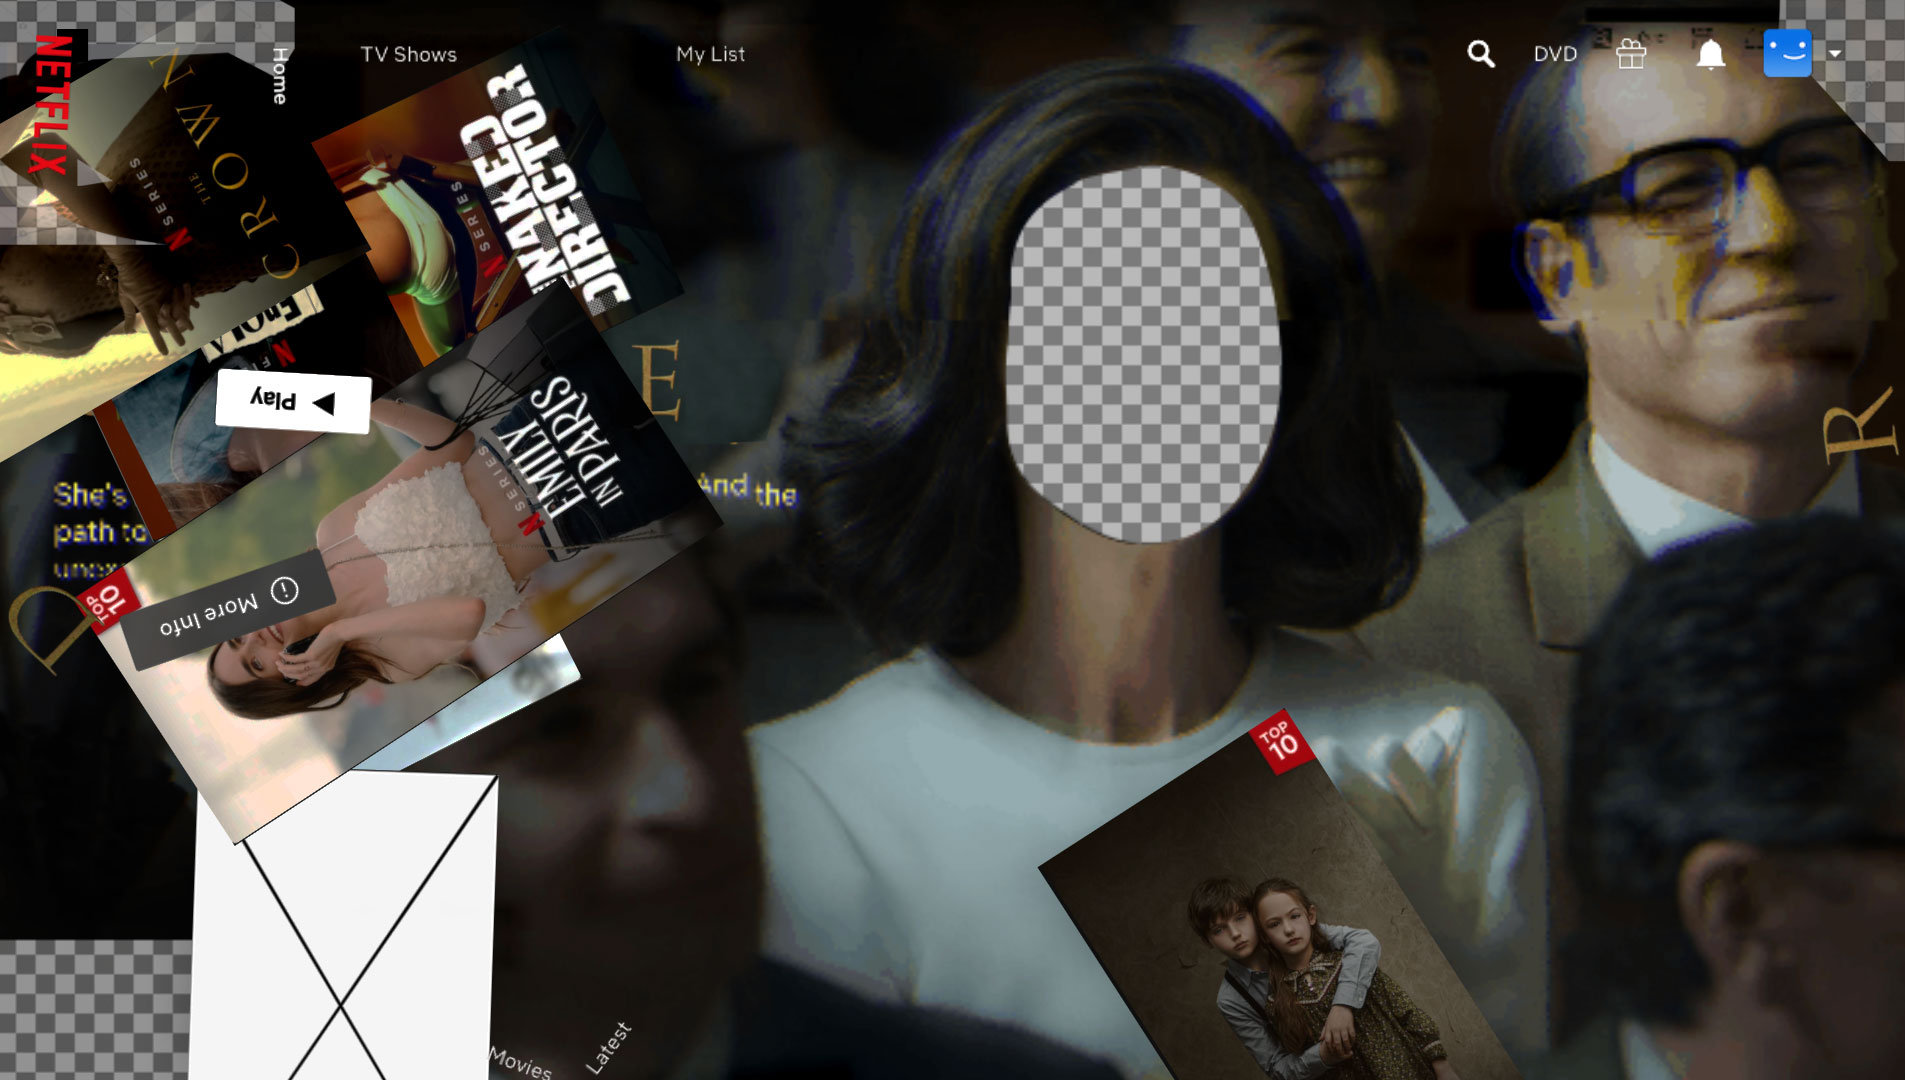 NETFLIX
Home
TV Shows
My List
DVD
THE
CROWN
N SERIES
NAKED
DIRECTOR
N SERIES
ENOLA
N
Play
EMILY
IN PARIS
N SERIES
TOP
10
More Info
E
R
D
She's
And the
path to
TOP
10
Movies
Latest